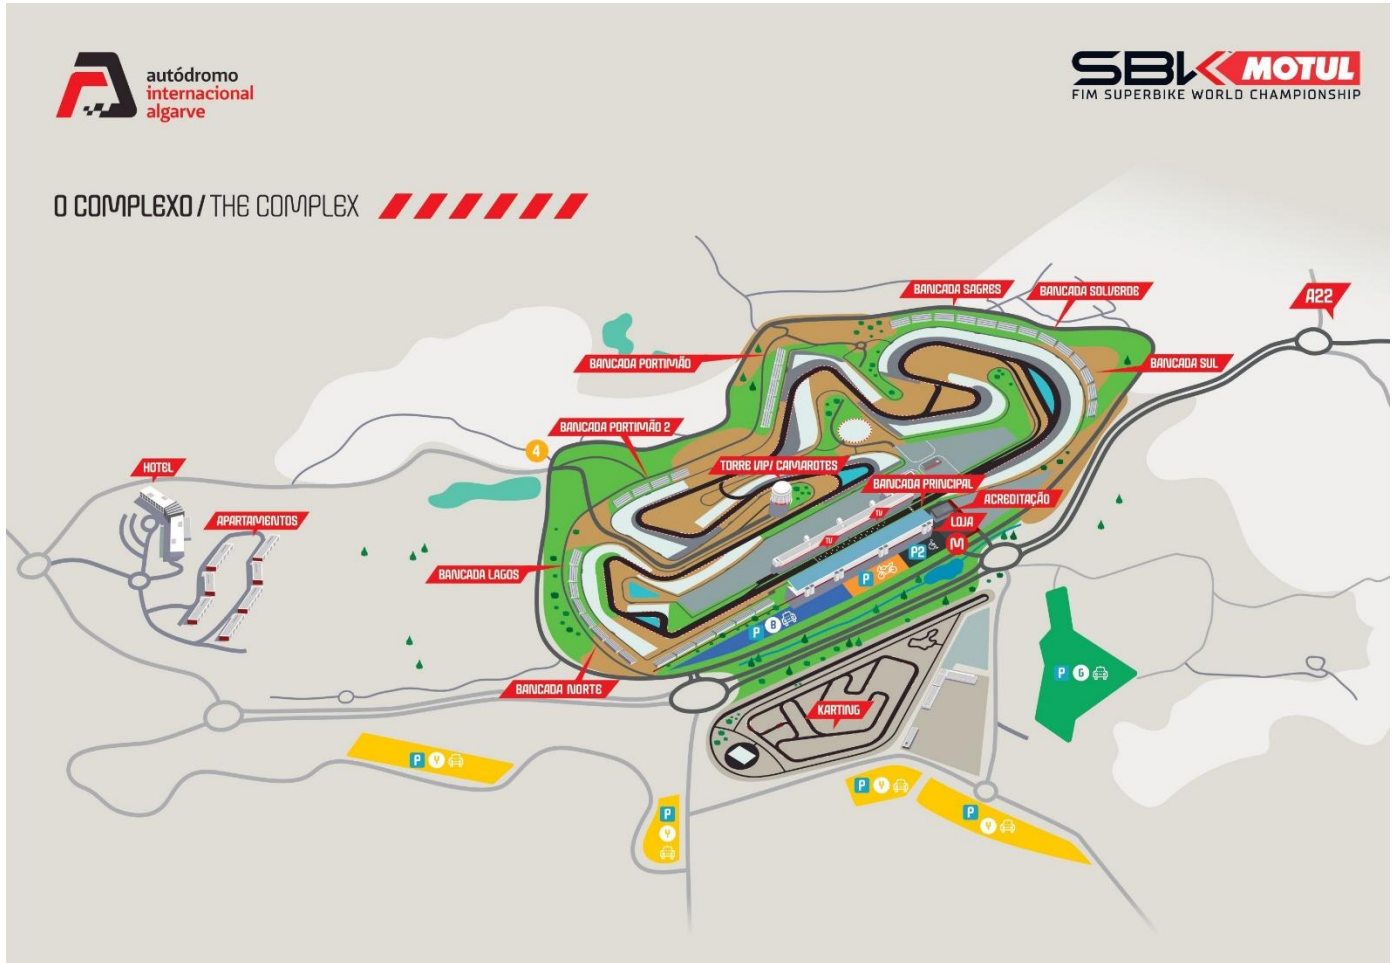 autódromo
internacional
algarve
SBK MOTUL
FIM SUPERBIKE WORLD CHAMPIONSHIP
O COMPLEXO / THE COMPLEX
BANCADA SAGRES
BANCADA SOLVERDE
A22
BANCADA PORTIMÃO
BANCADA SUL
BANCADA PORTIMÃO 2
4
HOTEL
TORRE VIP/ CAMAROTES
BANCADA PRINCIPAL
ACREDITAÇÃO
APARTAMENTOS
TV
LOJA
TV
M
P2
BANCADA LAGOS
P
P B
P G
BANCADA NORTE
KARTING
P Y
P Y
P
Y
P
Y